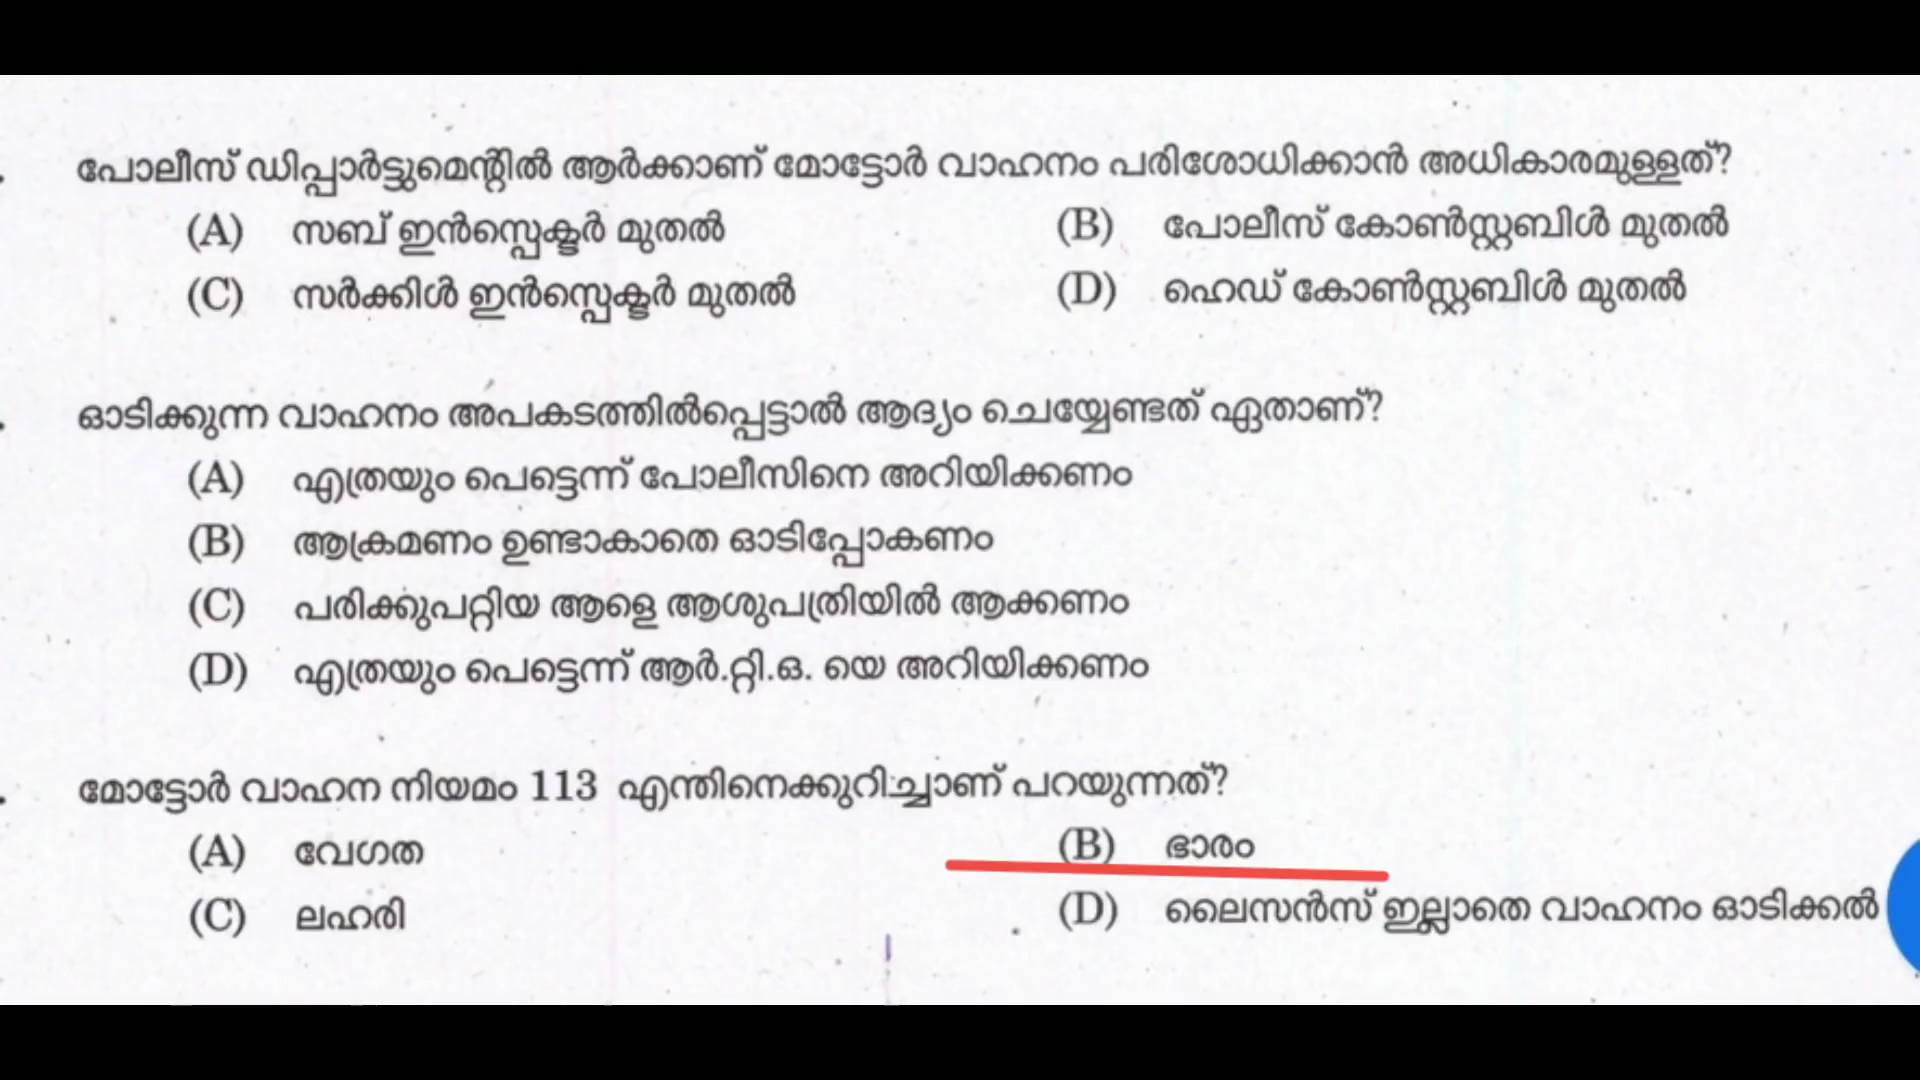 പോലീസ് ഡിപ്പാർട്ടുമെന്റിൽ ആർക്കാണ് മോട്ടോർ വാഹനം പരിശോധിക്കാൻ അധികാരമുള്ളത്?
(A) സബ് ഇൻസ്പെക്ടർ മുതൽ (B) പോലീസ് കോൺസ്റ്റബിൾ മുതൽ
(C) സർക്കിൾ ഇൻസ്പെക്ടർ മുതൽ (D) ഹെഡ് കോൺസ്റ്റബിൾ മുതൽ
ഓടിക്കുന്ന വാഹനം അപകടത്തിൽപ്പെട്ടാൽ ആദ്യം ചെയ്യേണ്ടത് ഏതാണ്?
(A) എത്രയും പെട്ടെന്ന് പോലീസിനെ അറിയിക്കണം
(B) ആക്രമണം ഉണ്ടാകാതെ ഓടിപ്പോകണം
(C) പരിക്കുപറ്റിയ ആളെ ആശുപത്രിയിൽ ആക്കണം
(D) എത്രയും പെട്ടെന്ന് ആർ.റ്റി.ഒ. യെ അറിയിക്കണം
മോട്ടോർ വാഹന നിയമം 113 എന്തിനെക്കുറിച്ചാണ് പറയുന്നത്?
(A) വേഗത (B) ഭാരം
(C) ലഹരി (D) ലൈസൻസ് ഇല്ലാതെ വാഹനം ഓടിക്കൽ